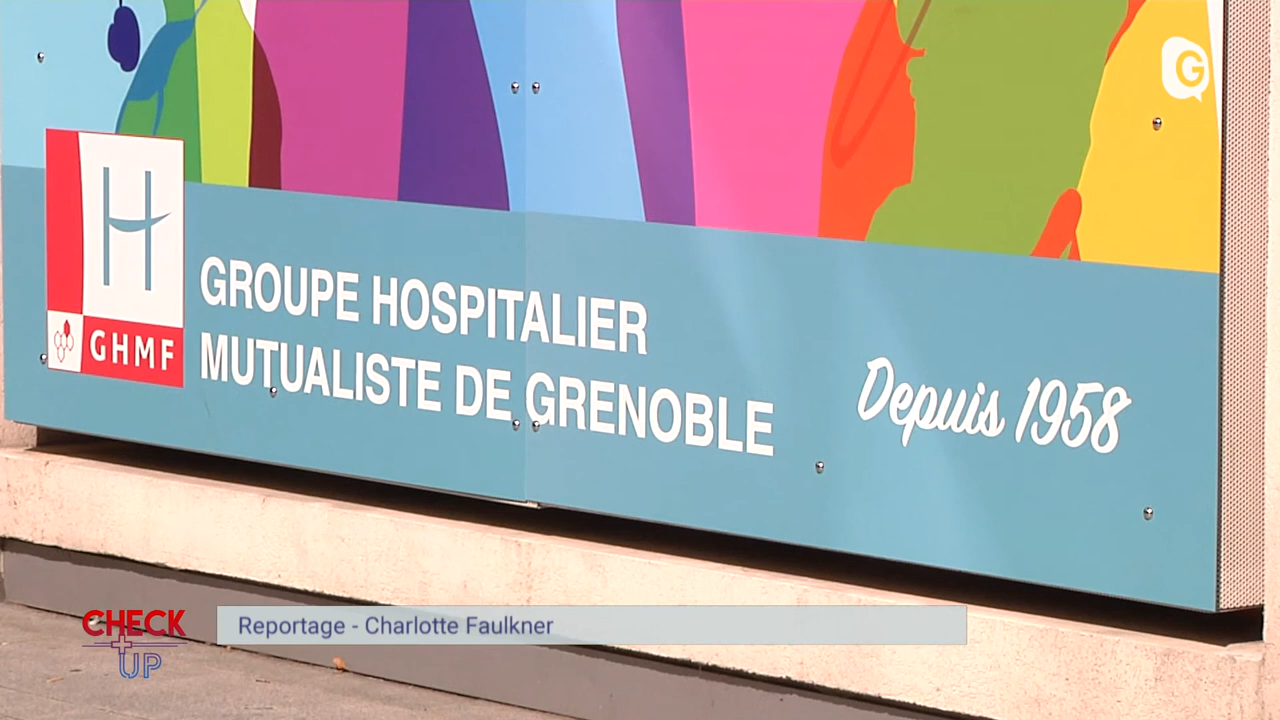 G
H
GHMF
GROUPE HOSPITALIER
MUTUALISTE DE GRENOBLE
Depuis 1958
CHECK
UP
Reportage - Charlotte Faulkner